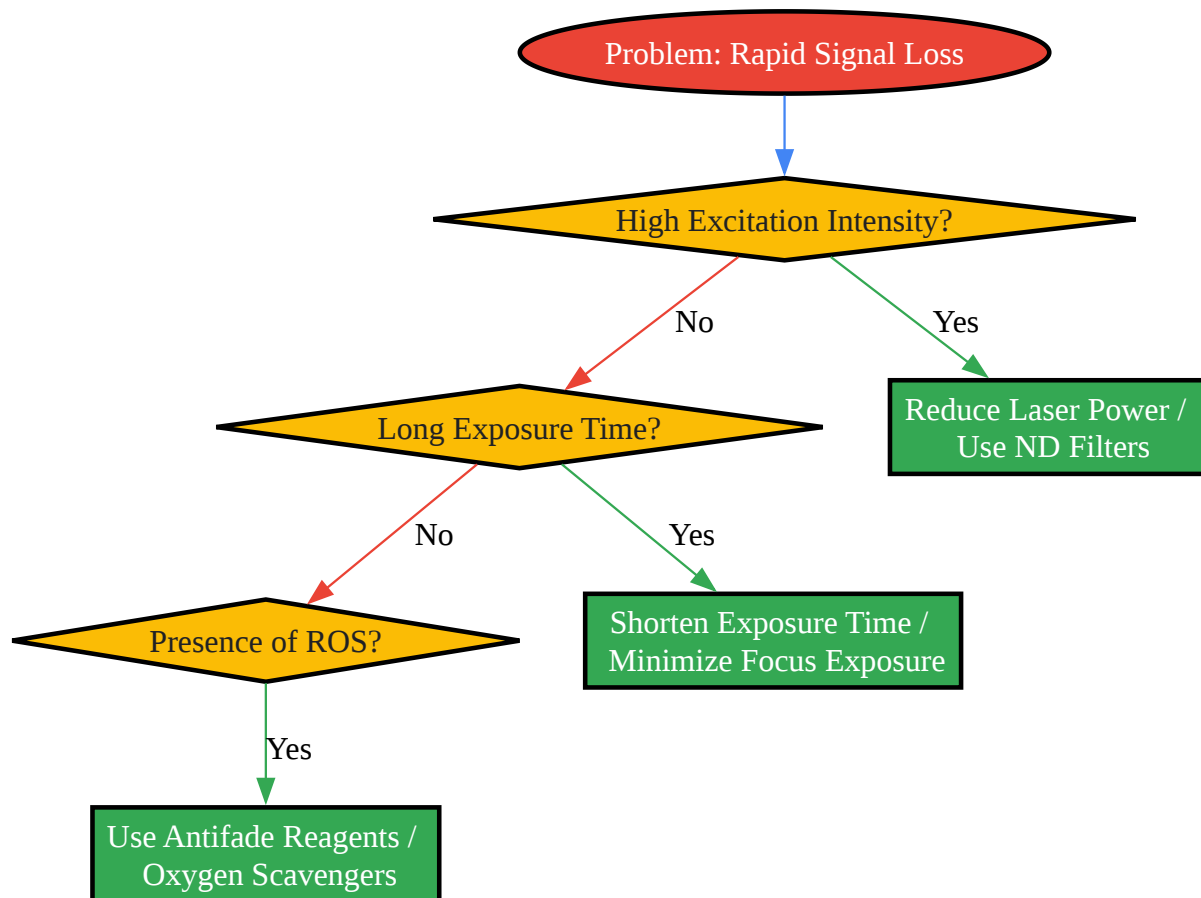 Problem: Rapid Signal Loss
High Excitation Intensity?
No
Yes
Reduce Laser Power /
Use ND Filters
Long Exposure Time?
No
Yes
Shorten Exposure Time /
Minimize Focus Exposure
Presence of ROS?
Yes
Use Antifade Reagents /
Oxygen Scavengers